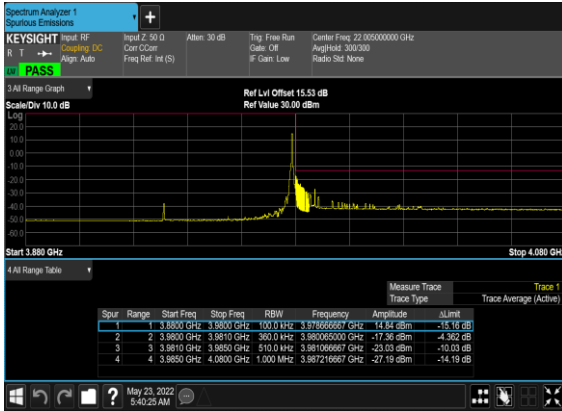 Spectrum Analyzer 1
Spurious Emissions
+
KEYSIGHT Input: RF Input Z: 50 Ω Atten: 30 dB Trig: Free Run Center Freq: 22.005000000 GHz
R T Coupling: DC Corr CCorr Gate: Off Avg|Hold: 300/300
Align: Auto Freq Ref: Int (S) IF Gain: Low Radio Std: None
PASS
3 All Range Graph
Ref Lvl Offset 15.53 dB
Scale/Div 10.0 dB Ref Value 30.00 dBm
Log
20.0
10.0
0.00
-10.0
-20.0
-30.0
-40.0
-50.0
-60.0
Start 3.880 GHz Stop 4.080 GH
4 All Range Table
Measure Trace Trace 1
Trace Type Trace Average (Active)
Spur Range Start Freq Stop Freq RBW Frequency Amplitude ΔLimit
1 1 3.8800 GHz 3.9800 GHz 100.0 kHz 3.978666667 GHz 14.84 dBm -15.16 dB
2 2 3.9800 GHz 3.9810 GHz 360.0 kHz 3.980065000 GHz -17.36 dBm -4.362 dB
3 3 3.9810 GHz 3.9850 GHz 510.0 kHz 3.981066667 GHz -23.03 dBm -10.03 dB
4 4 3.9850 GHz 4.0800 GHz 1.000 MHz 3.987216667 GHz -27.19 dBm -14.19 dB
? May 23, 2022
5:40:25 AM